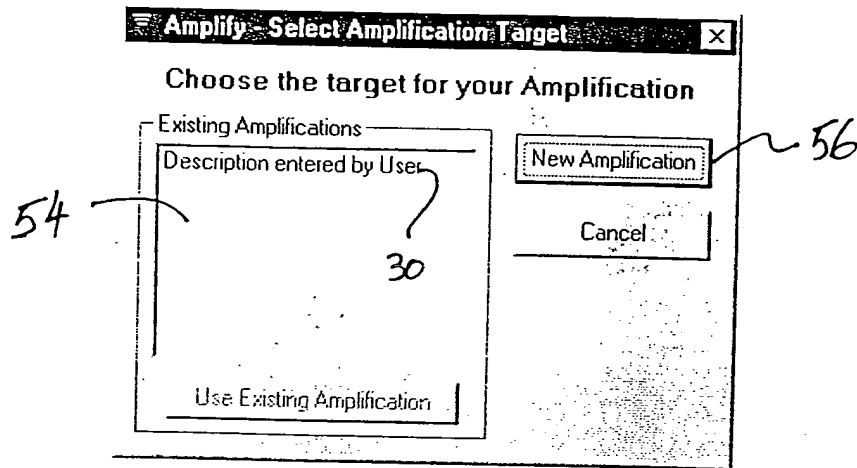 Amplify - Select Amplification Target
Choose the target for your Amplification
Existing Amplifications
Description entered by User
New Amplification
56
54
30
Cancel
Use Existing Amplification